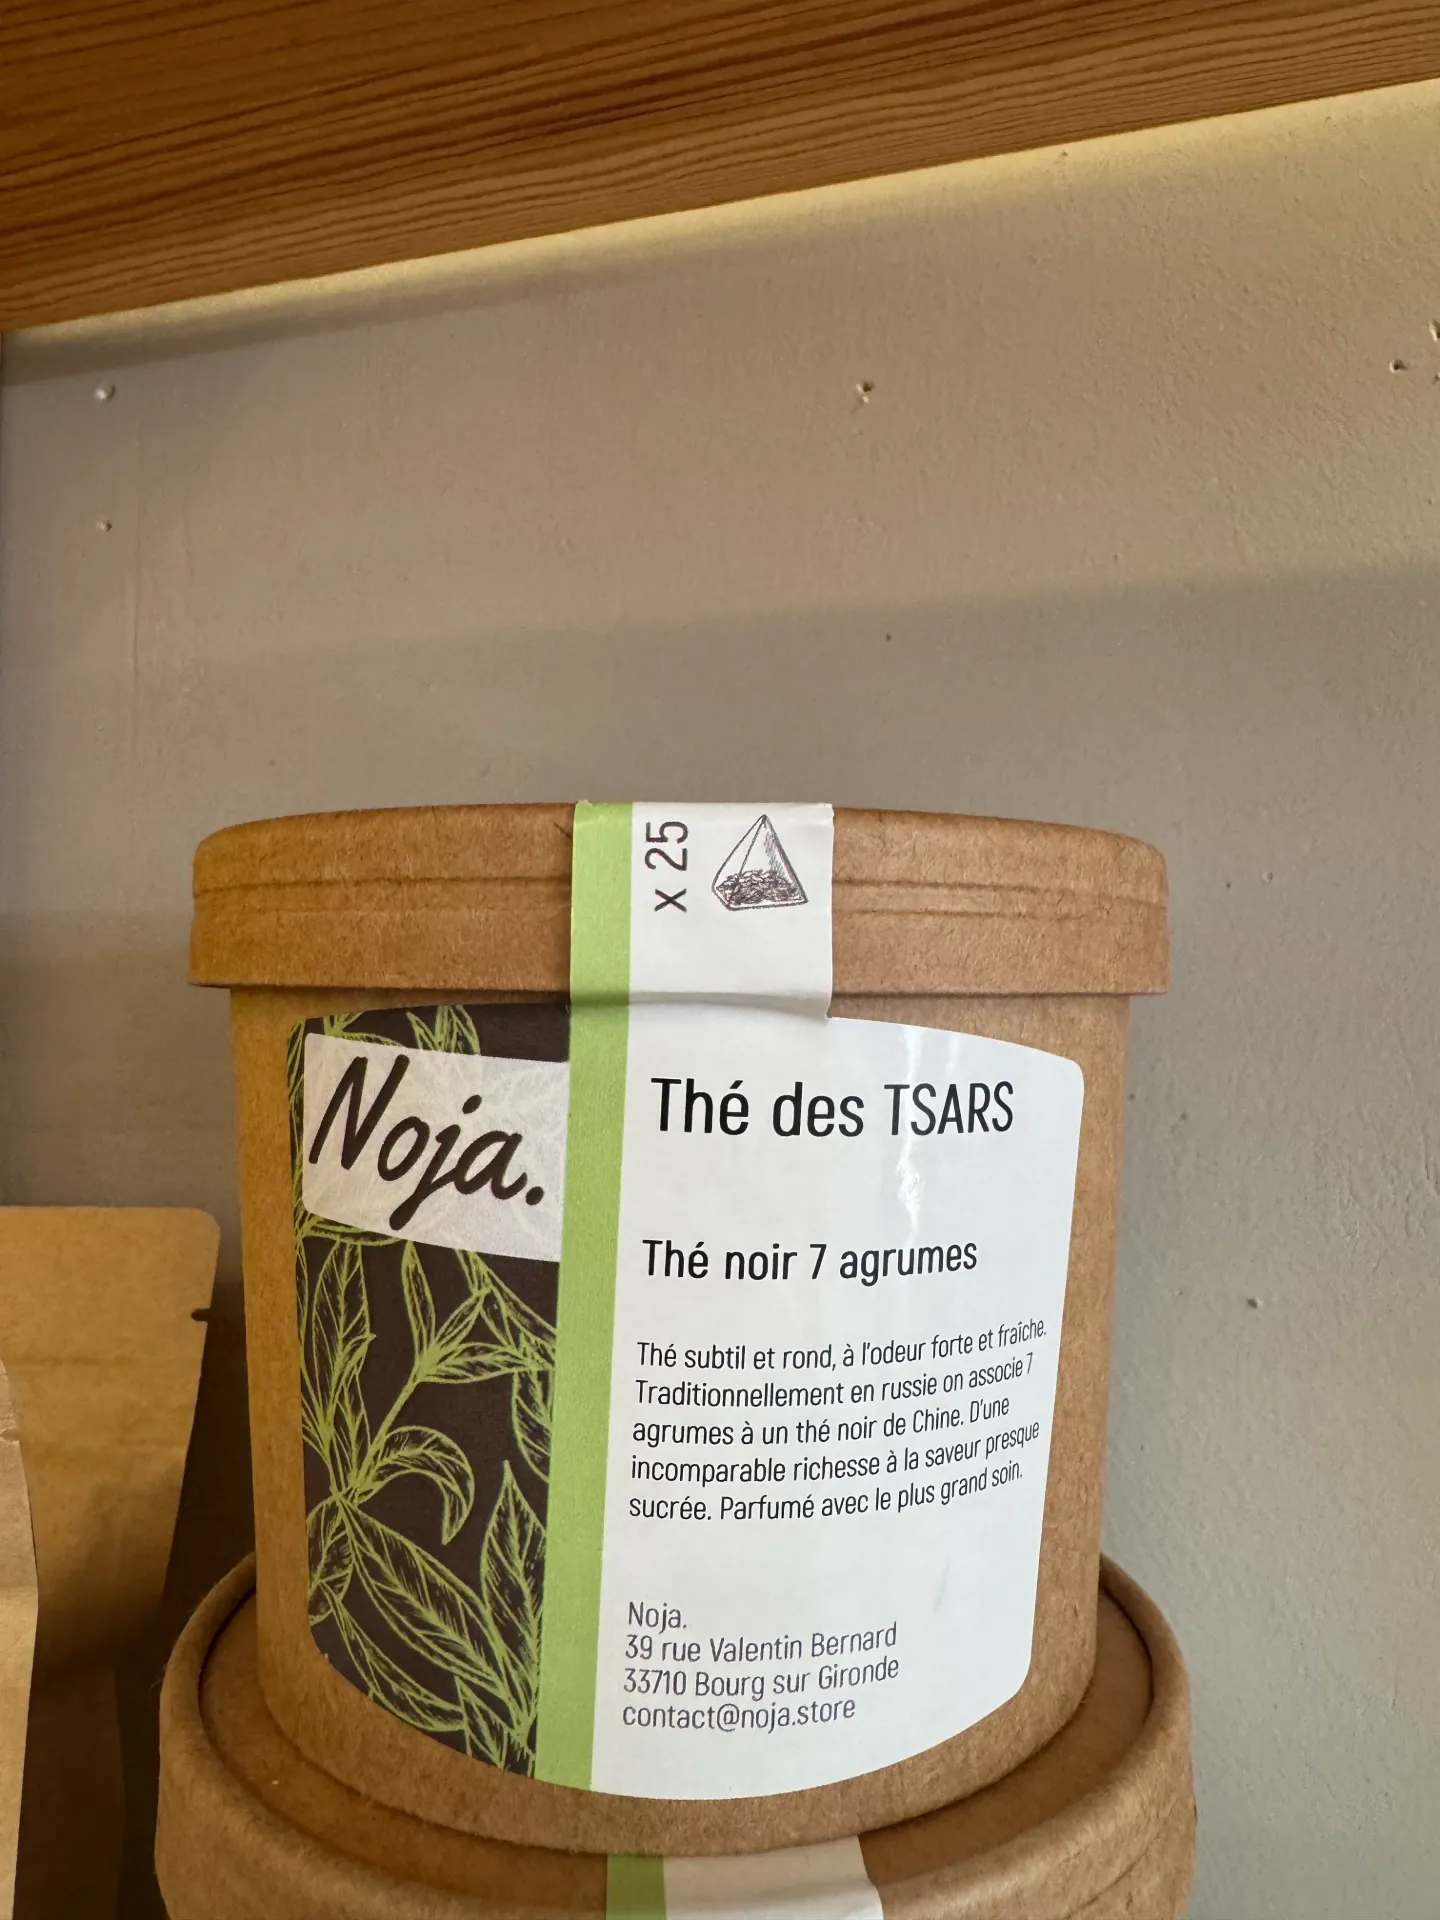 x 25
Noja.
Thé des TSARS
Thé noir 7 agrumes
Thé subtil et rond, à l'odeur forte et fraîche.
Traditionnellement en russie on associe 7
agrumes à un thé noir de Chine. D'une
incomparable richesse à la saveur presque
sucrée. Parfumé avec le plus grand soin.
Noja.
39 rue Valentin Bernard
33710 Bourg sur Gironde
contact@noja.store